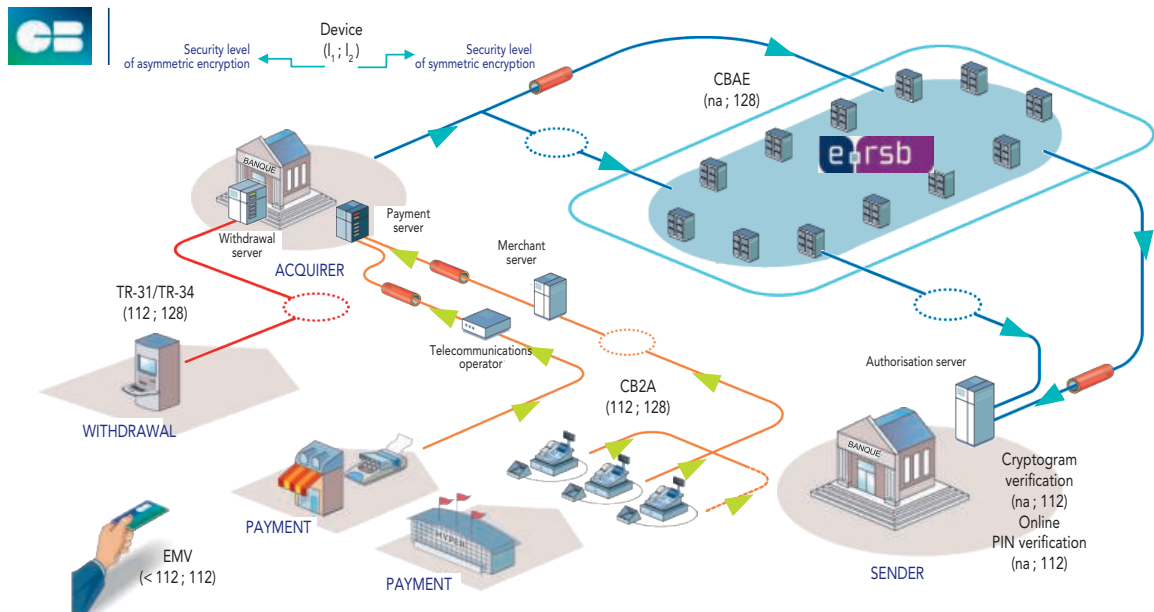 CB
Device
(l₁ ; l₂)
Security level
of asymmetric encryption
Security level
of symmetric encryption
CBAE
(na ; 128)
e.rsb
BANQUE
Withdrawal
server
Payment
server
ACQUIRER
Merchant
server
TR-31/TR-34
(112 ; 128)
Telecommunications
operator
Authorisation server
CB2A
(112 ; 128)
WITHDRAWAL
BANQUE
Cryptogram
verification
(na ; 112)
Online
PIN verification
(na ; 112)
PAYMENT
HYPER
EMV
(< 112 ; 112)
PAYMENT
SENDER